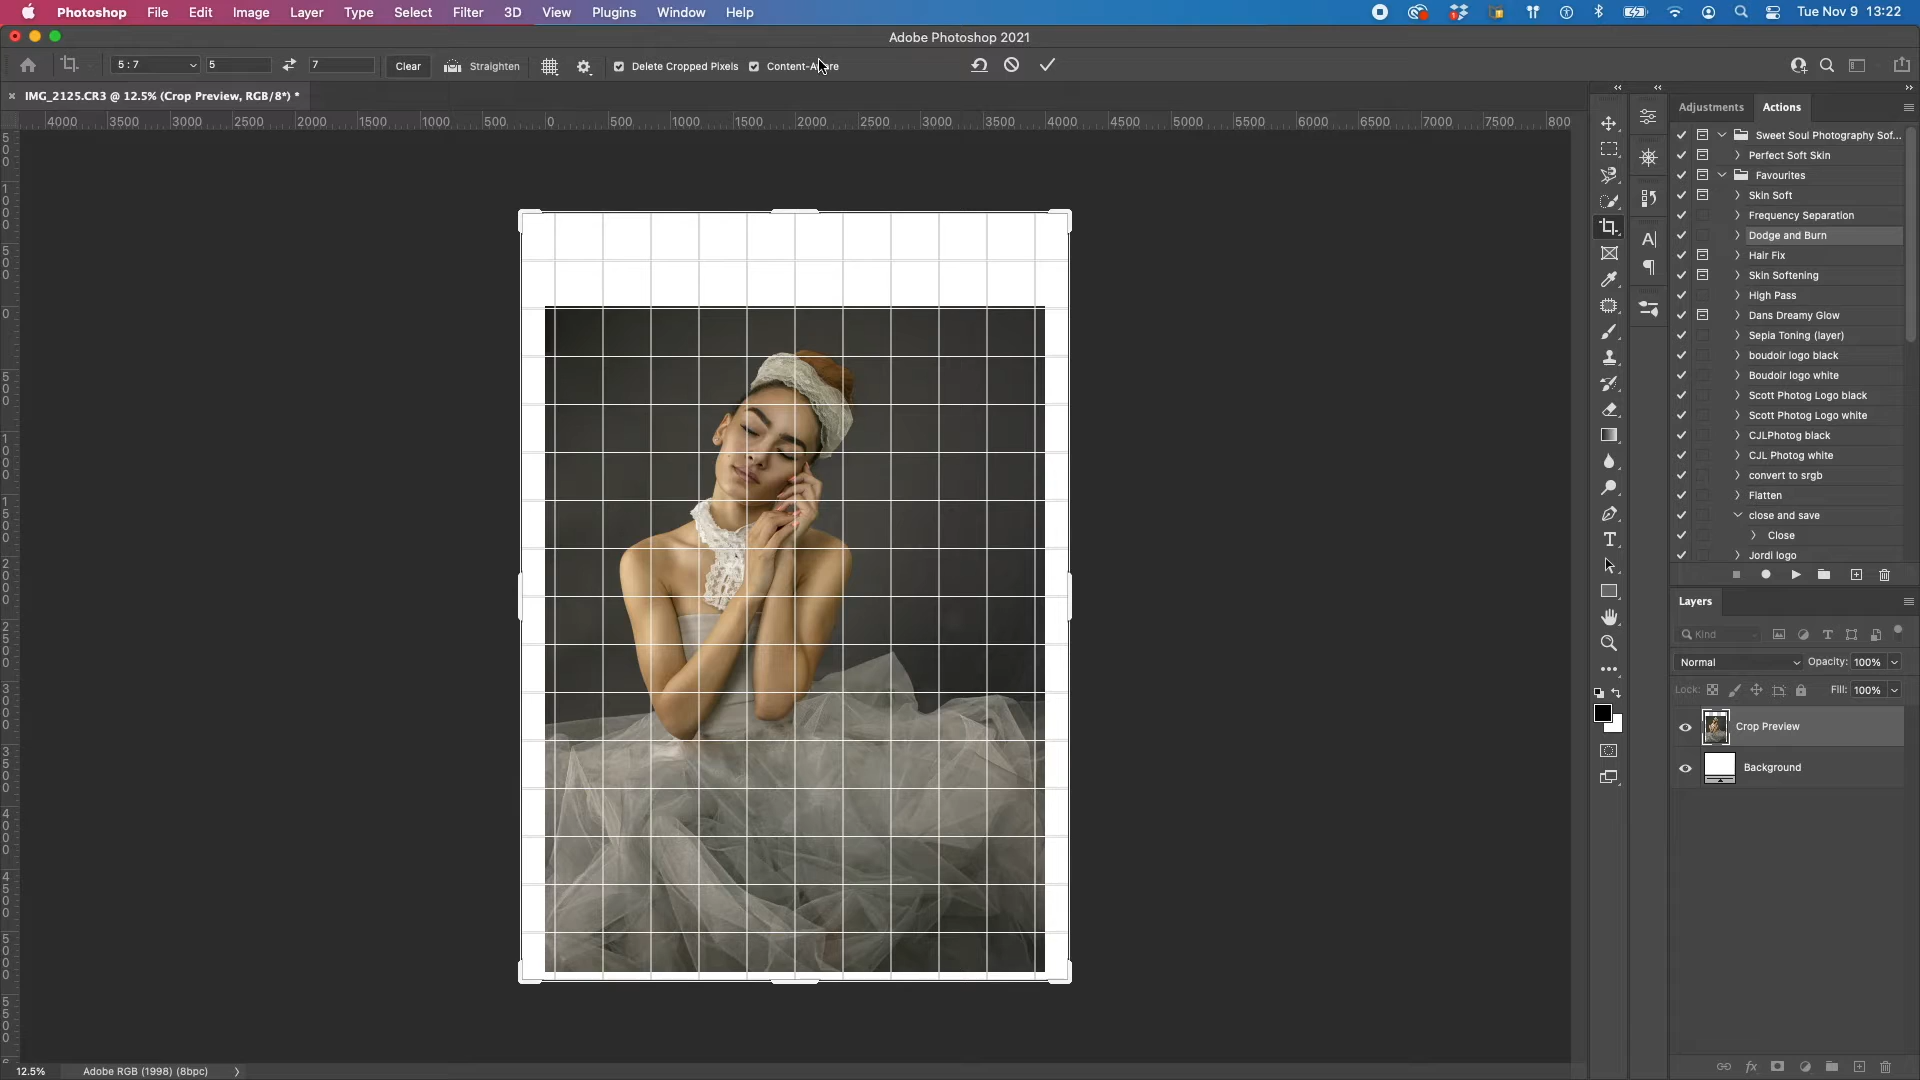 Photoshop File Edit Image Layer Type Select Filter 3D View Plugins Window Help Tue Nov 9 13:22
Adobe Photoshop 2021
5 : 7 5 7 Clear Straighten Delete Cropped Pixels Content-Aware
IMG_2125.CR3 @ 12.5% (Crop Preview, RGB/8*) *
4000 3500 3000 2500 2000 1500 1000 500 0 500 1000 1500 2000 2500 3000 3500 4000 4500 5000 5500 6000 6500 7000 7500 800
Adjustments Actions
Sweet Soul Photography Sof...
Perfect Soft Skin
Favourites
Skin Soft
Frequency Separation
Dodge and Burn
Hair Fix
Skin Softening
High Pass
Dans Dreamy Glow
Sepia Toning (layer)
boudoir logo black
Boudoir logo white
Scott Photog Logo black
Scott Photog Logo white
CJLPhotog black
CJL Photog white
convert to srgb
Flatten
close and save
Close
Jordi logo
Layers
Kind
Normal Opacity: 100%
Lock: Fill: 100%
Crop Preview
Background
12.5% Adobe RGB (1998) (8bpc)